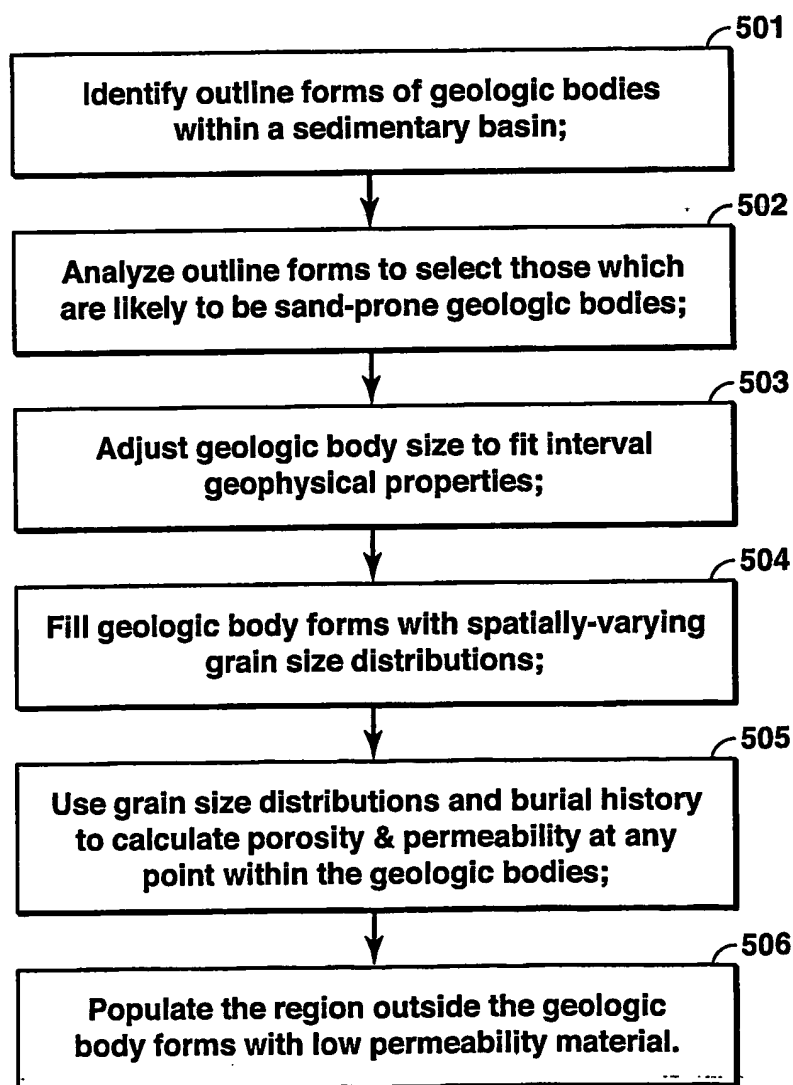 501
Identify outline forms of geologic bodies
within a sedimentary basin;
502
Analyze outline forms to select those which
are likely to be sand-prone geologic bodies;
503
Adjust geologic body size to fit interval
geophysical properties;
504
Fill geologic body forms with spatially-varying
grain size distributions;
505
Use grain size distributions and burial history
to calculate porosity & permeability at any
point within the geologic bodies;
506
Populate the region outside the geologic
body forms with low permeability material.